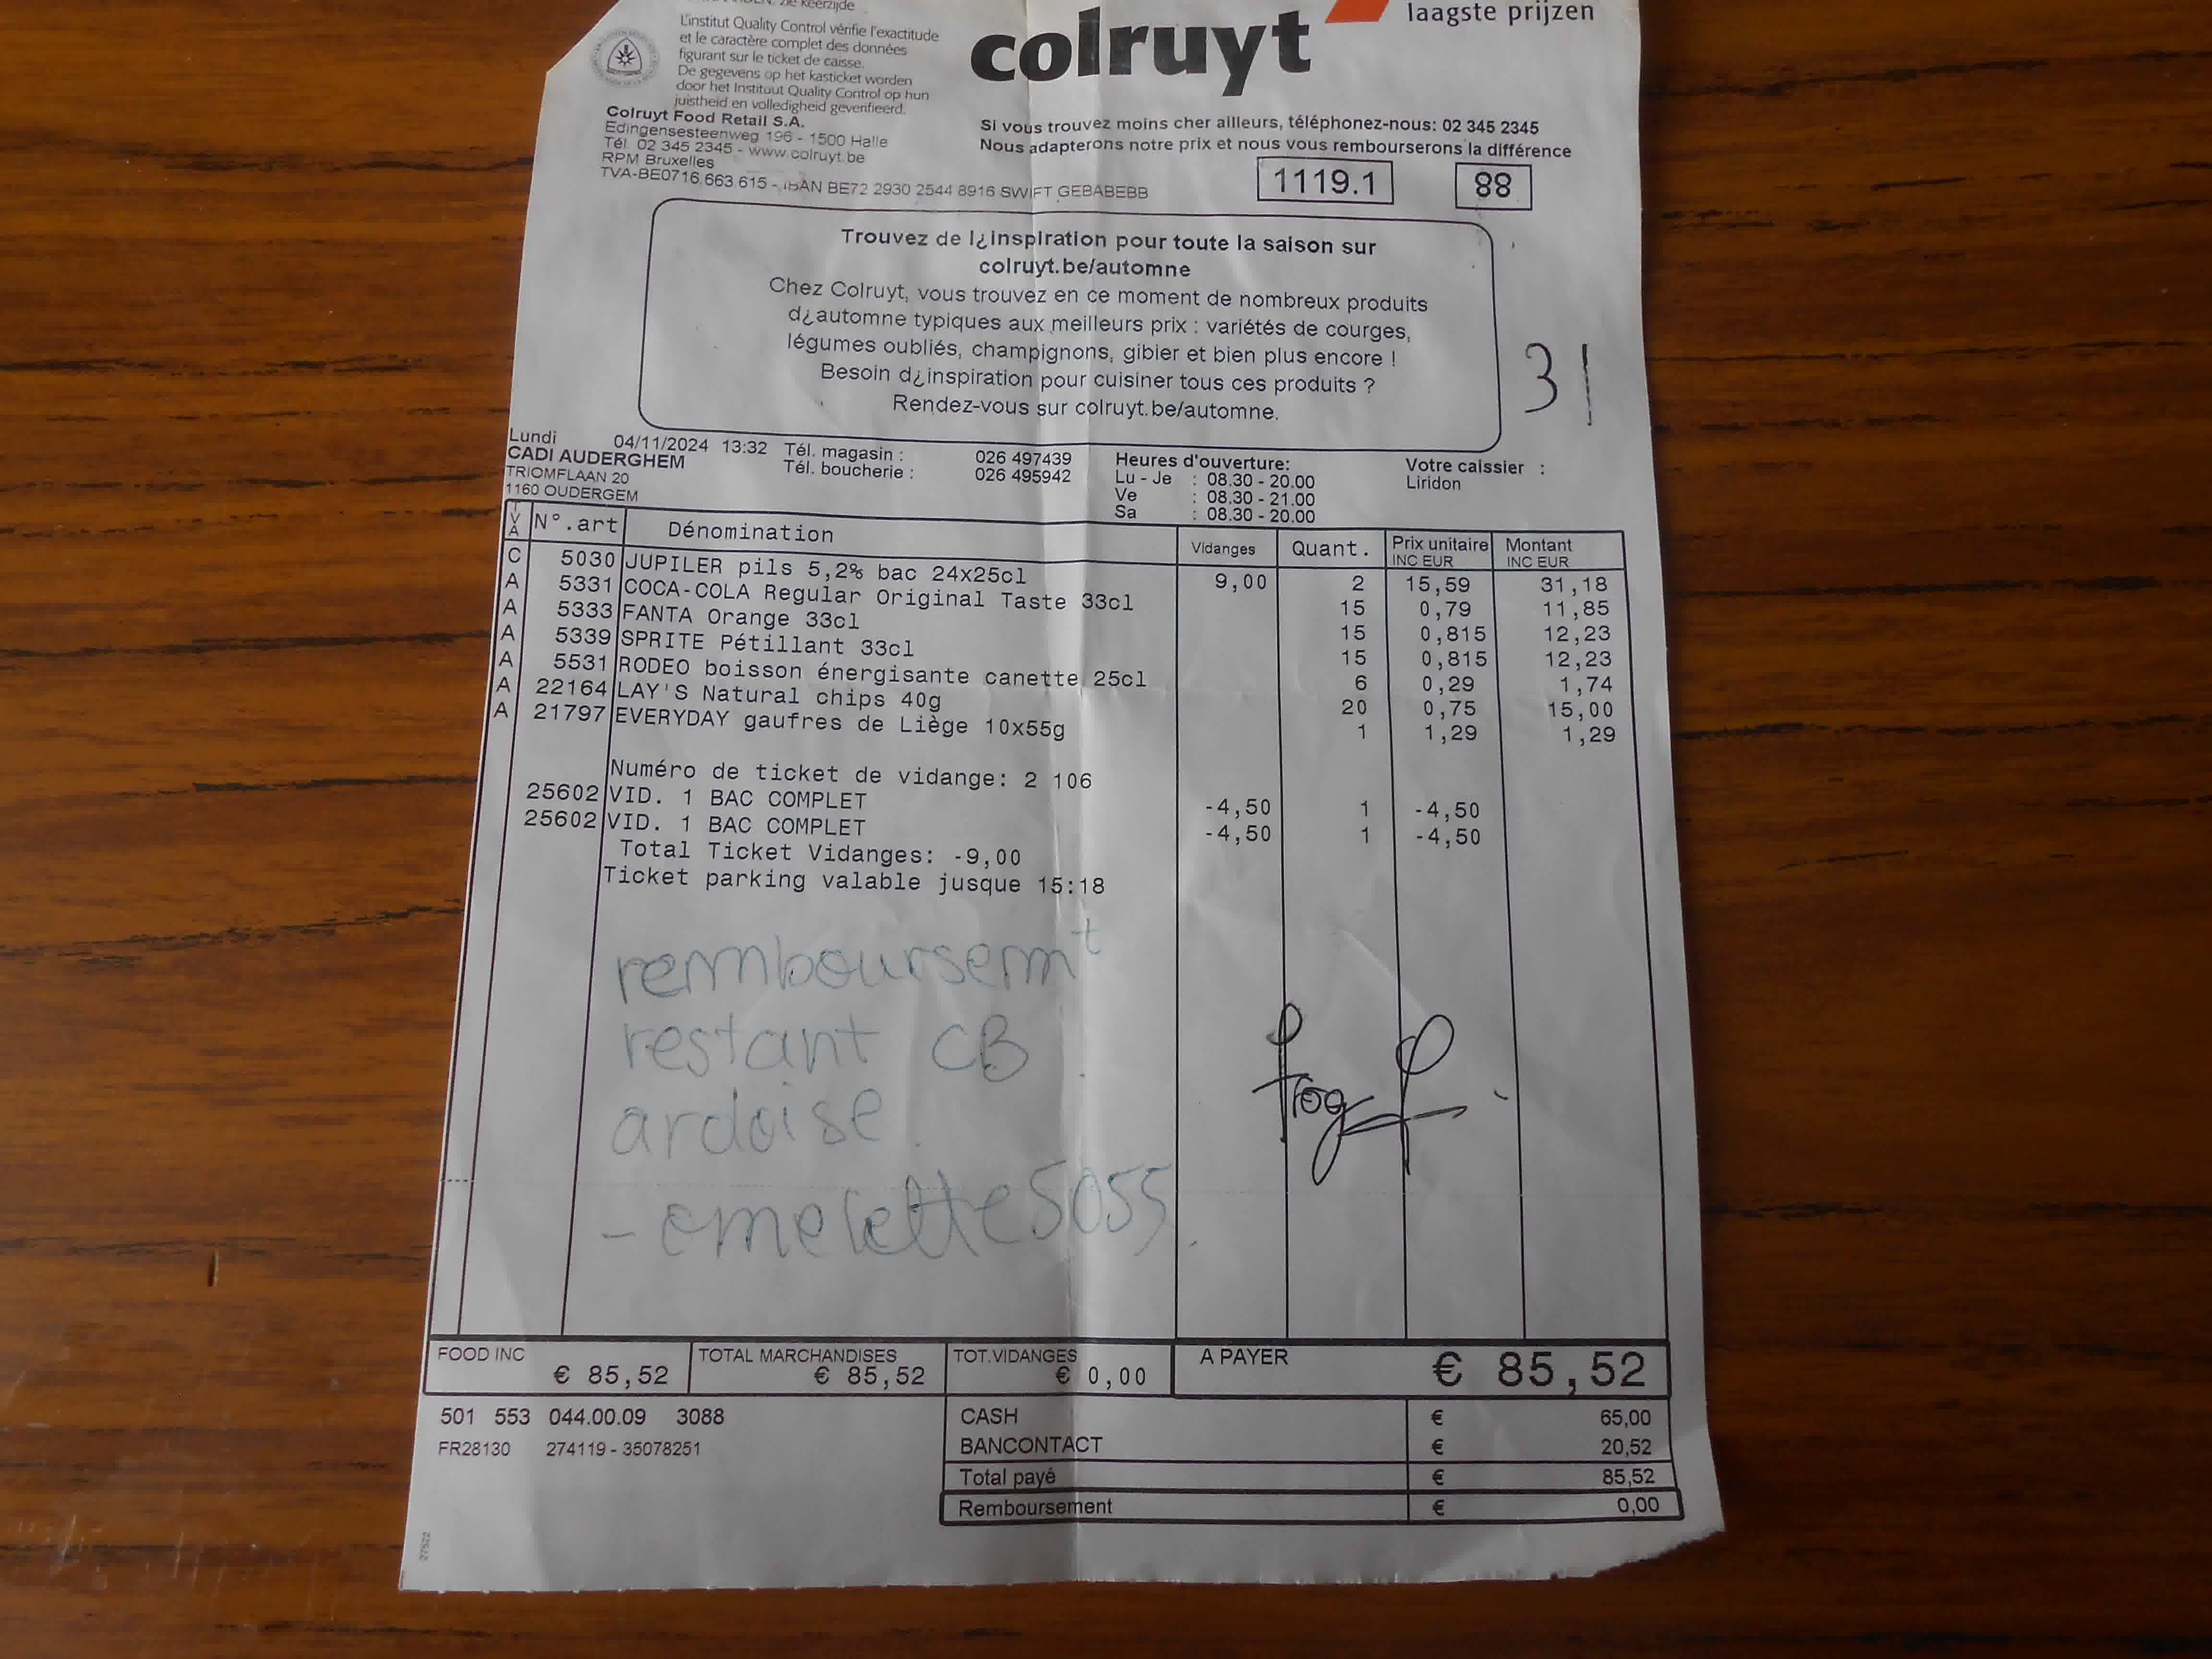 zie keerzijde
L'institut Quality Control vérifie l'exactitude
et le caractère complet des données
figurant sur le ticket de caisse.
De gegevens op het kasticket worden
door het Instituut Quality Control op hun
juistheid en volledigheid geverifieerd.
colruyt
laagste prijzen
Colruyt Food Retail S.A.
Edingensesteenweg 196 - 1500 Halle
Tél. 02 345 2345 - www.colruyt.be
RPM Bruxelles
TVA-BE0716.663.615 - IBAN BE72 2930 2544 8916 SWIFT GEBABEBB
Si vous trouvez moins cher ailleurs, téléphonez-nous: 02 345 2345
Nous adapterons notre prix et nous vous rembourserons la différence
1119.1
88
Trouvez de l¿inspiration pour toute la saison sur
colruyt.be/automne
Chez Colruyt, vous trouvez en ce moment de nombreux produits
d¿automne typiques aux meilleurs prix : variétés de courges,
légumes oubliés, champignons, gibier et bien plus encore !
Besoin d¿inspiration pour cuisiner tous ces produits ?
Rendez-vous sur colruyt.be/automne.
31
Lundi 04/11/2024 13:32 Tél. magasin : 026 497439 Heures d'ouverture: Votre caissier :
CADI AUDERGHEM Tél. boucherie : 026 495942 Lu - Je : 08.30 - 20.00 Liridon
TRIOMFLAAN 20 Ve : 08.30 - 21.00
1160 OUDERGEM Sa : 08.30 - 20.00
TVA N°.art Dénomination Vidanges Quant. Prix unitaire INC EUR Montant INC EUR
C 5030 JUPILER pils 5,2% bac 24x25cl 9,00 2 15,59 31,18
A 5331 COCA-COLA Regular Original Taste 33cl 15 0,79 11,85
A 5333 FANTA Orange 33cl 15 0,815 12,23
A 5339 SPRITE Pétillant 33cl 15 0,815 12,23
A 5531 RODEO boisson énergisante canette 25cl 6 0,29 1,74
A 22164 LAY'S Natural chips 40g 20 0,75 15,00
A 21797 EVERYDAY gaufres de Liège 10x55g 1 1,29 1,29
Numéro de ticket de vidange: 2 106
25602 VID. 1 BAC COMPLET -4,50 1 -4,50
25602 VID. 1 BAC COMPLET -4,50 1 -4,50
Total Ticket Vidanges: -9,00
Ticket parking valable jusque 15:18
remboursemt
restant CB
ardoise.
- omelette 5055.
FOOD INC € 85,52 TOTAL MARCHANDISES € 85,52 TOT.VIDANGES € 0,00 A PAYER € 85,52
501 553 044.00.09 3088 CASH € 65,00
FR28130 274119 - 35078251 BANCONTACT € 20,52
Total payé € 85,52
Remboursement € 0,00
27522